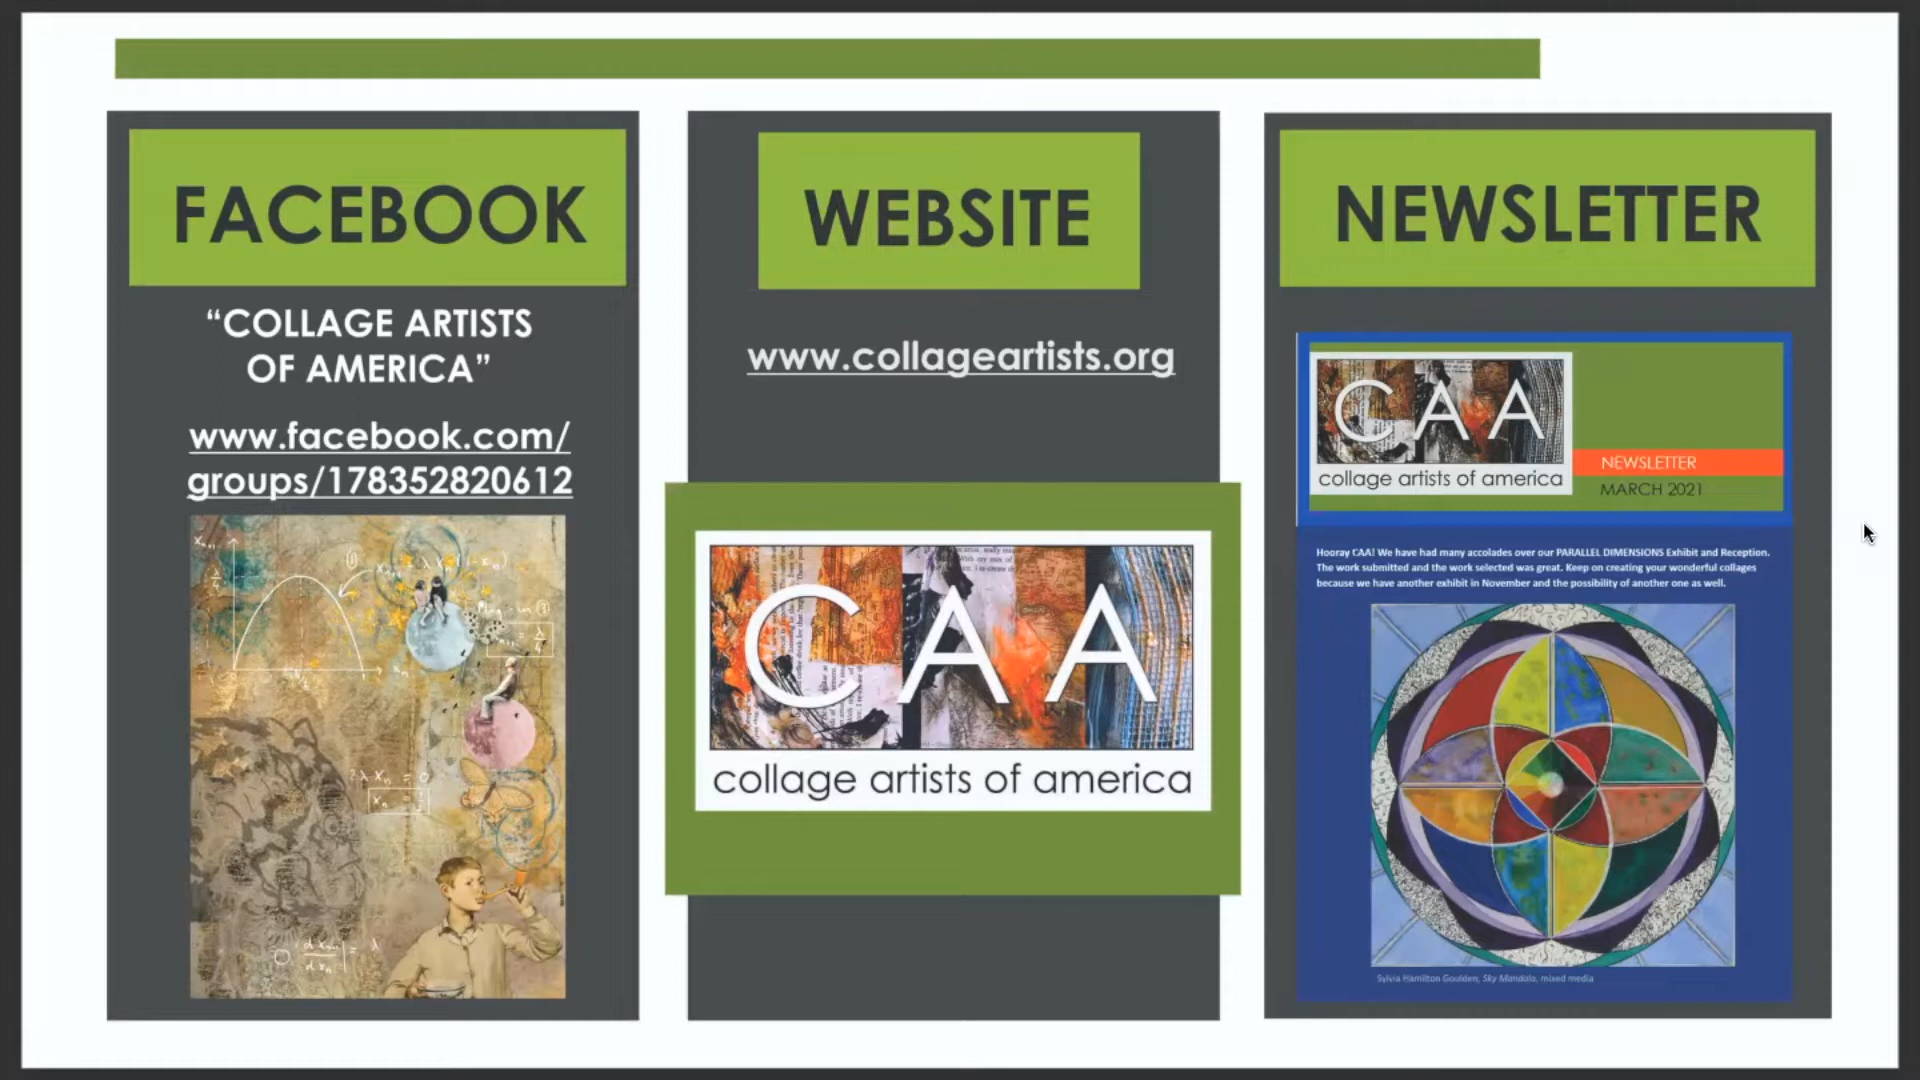 FACEBOOK
“COLLAGE ARTISTS
OF AMERICA”
www.facebook.com/
groups/178352820612
WEBSITE
www.collageartists.org
CAA
collage artists of america
NEWSLETTER
CAA
collage artists of america
NEWSLETTER
MARCH 2021
Hooray CAA! We have had many accolades over our PARALLEL DIMENSIONS Exhibit and Reception.
The work submitted and the work selected was great. Keep on creating your wonderful collages
because we have another exhibit in November and the possibility of another one as well.
Sylvia Hamilton Goulden, Sky Mandala, mixed media